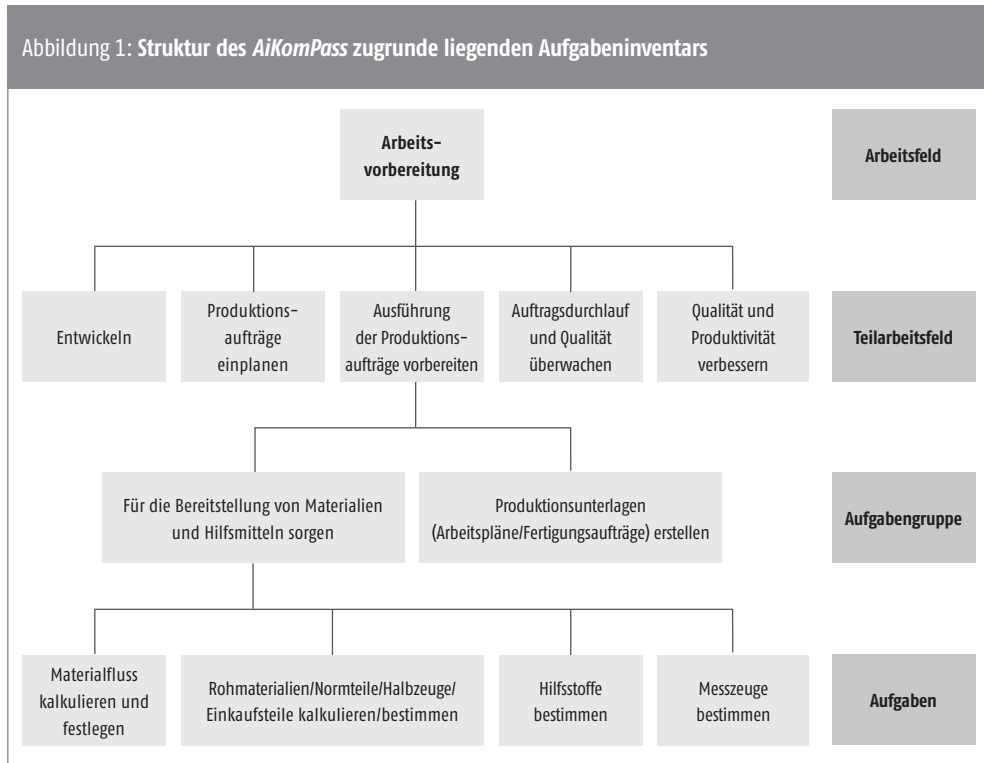 Abbildung 1: Struktur des AiKomPass zugrunde liegenden Aufgabeninventars
Arbeits-
vorbereitung
Arbeitsfeld
Entwickeln
Produktions-
aufträge
einplanen
Ausführung
der Produktions-
aufträge vorbereiten
Auftragsdurchlauf
und Qualität
überwachen
Qualität und
Produktivität
verbessern
Teilarbeitsfeld
Für die Bereitstellung von Materialien
und Hilfsmitteln sorgen
Produktionsunterlagen
(Arbeitspläne/Fertigungsaufträge) erstellen
Aufgabengruppe
Materialfluss
kalkulieren und
festlegen
Rohmaterialien/Normteile/Halbzeuge/
Einkaufsteile kalkulieren/bestimmen
Hilfsstoffe
bestimmen
Messzeuge
bestimmen
Aufgaben